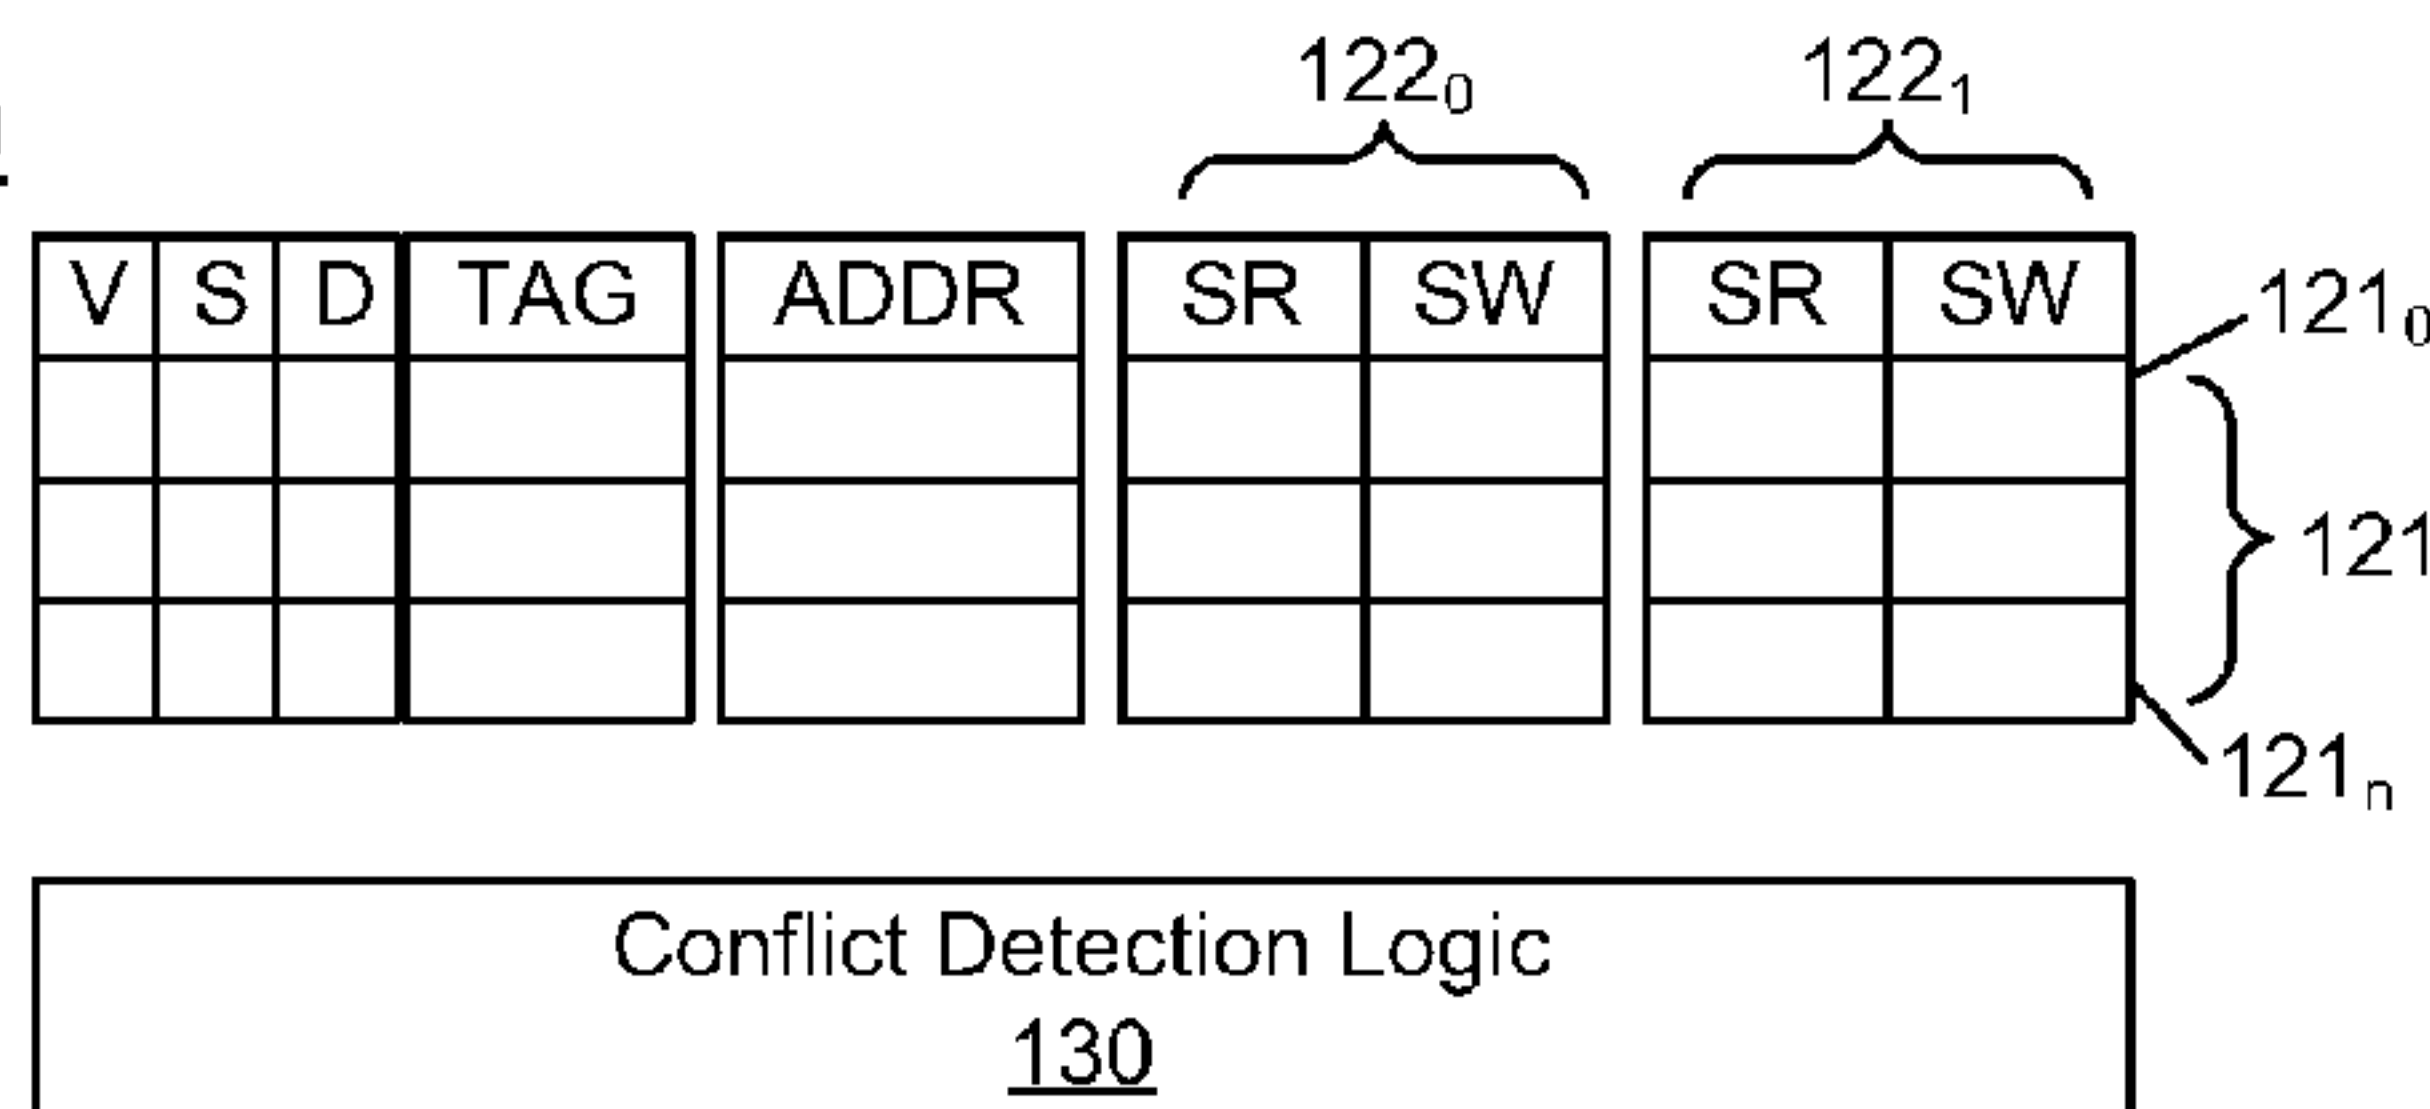 122₀ 122₁
V S D TAG ADDR SR SW SR SW
121₀
121
121ₙ
Conflict Detection Logic
130